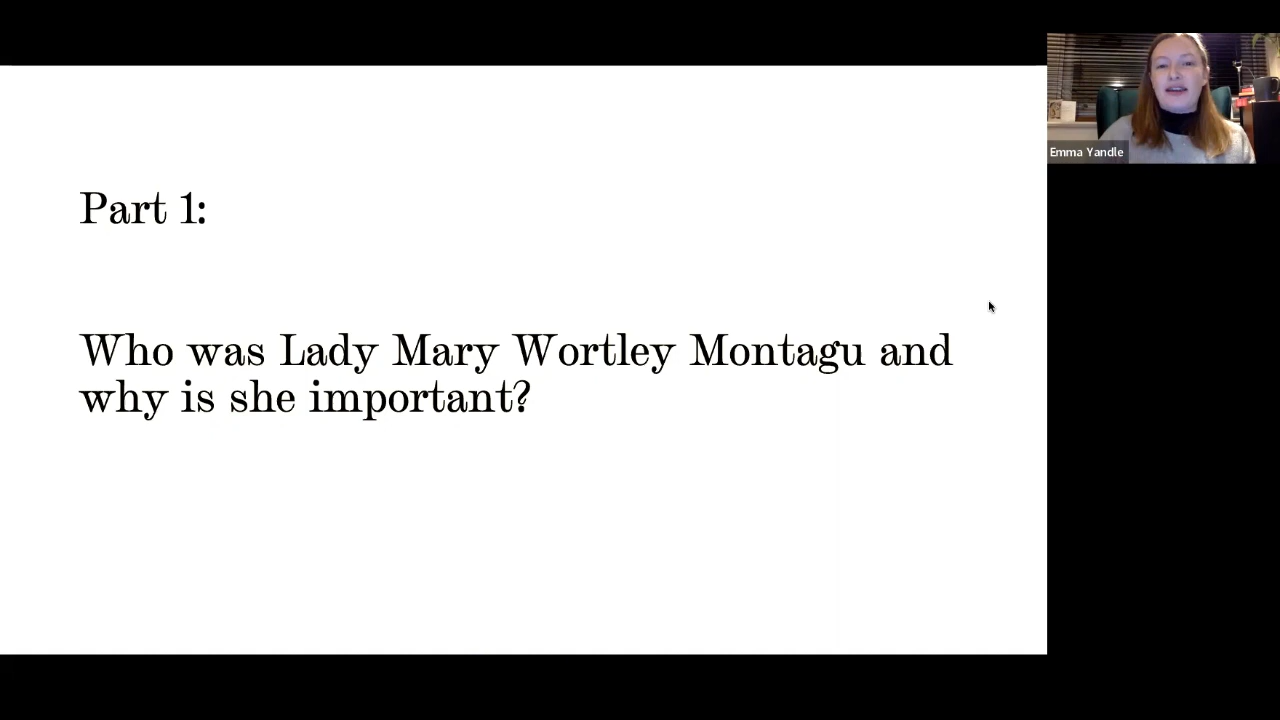 Part 1:
Who was Lady Mary Wortley Montagu and
why is she important?
Emma Yandle